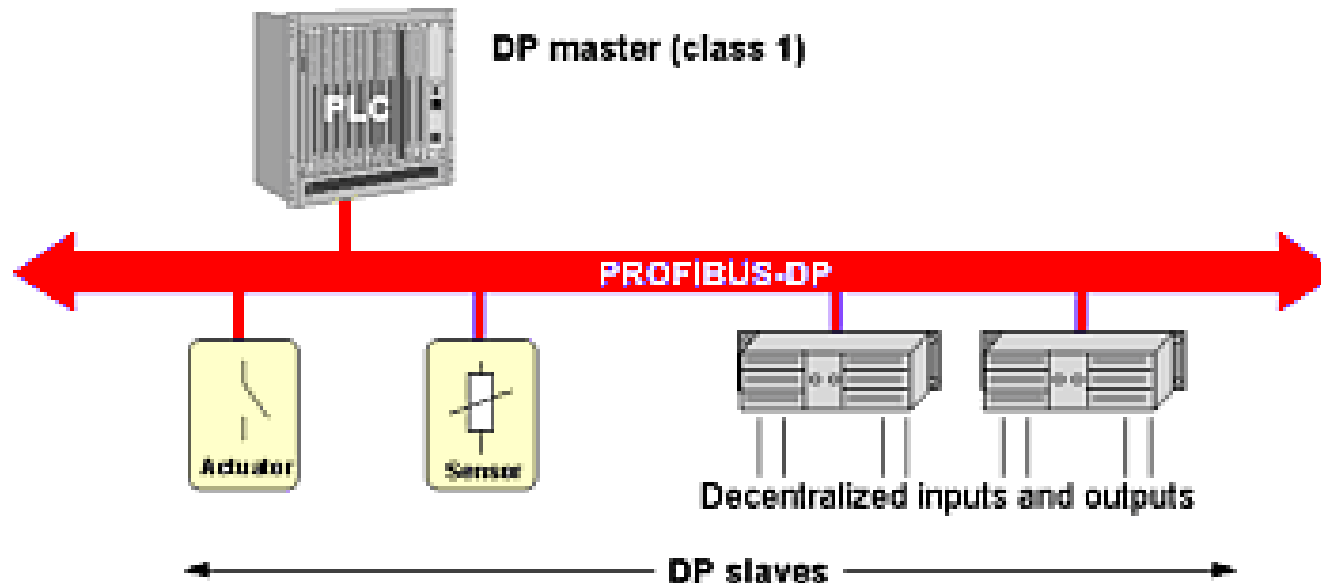 DP master (class 1)
PLC
PROFIBUS-DP
Actuator
Sensor
Decentralized inputs and outputs
DP slaves